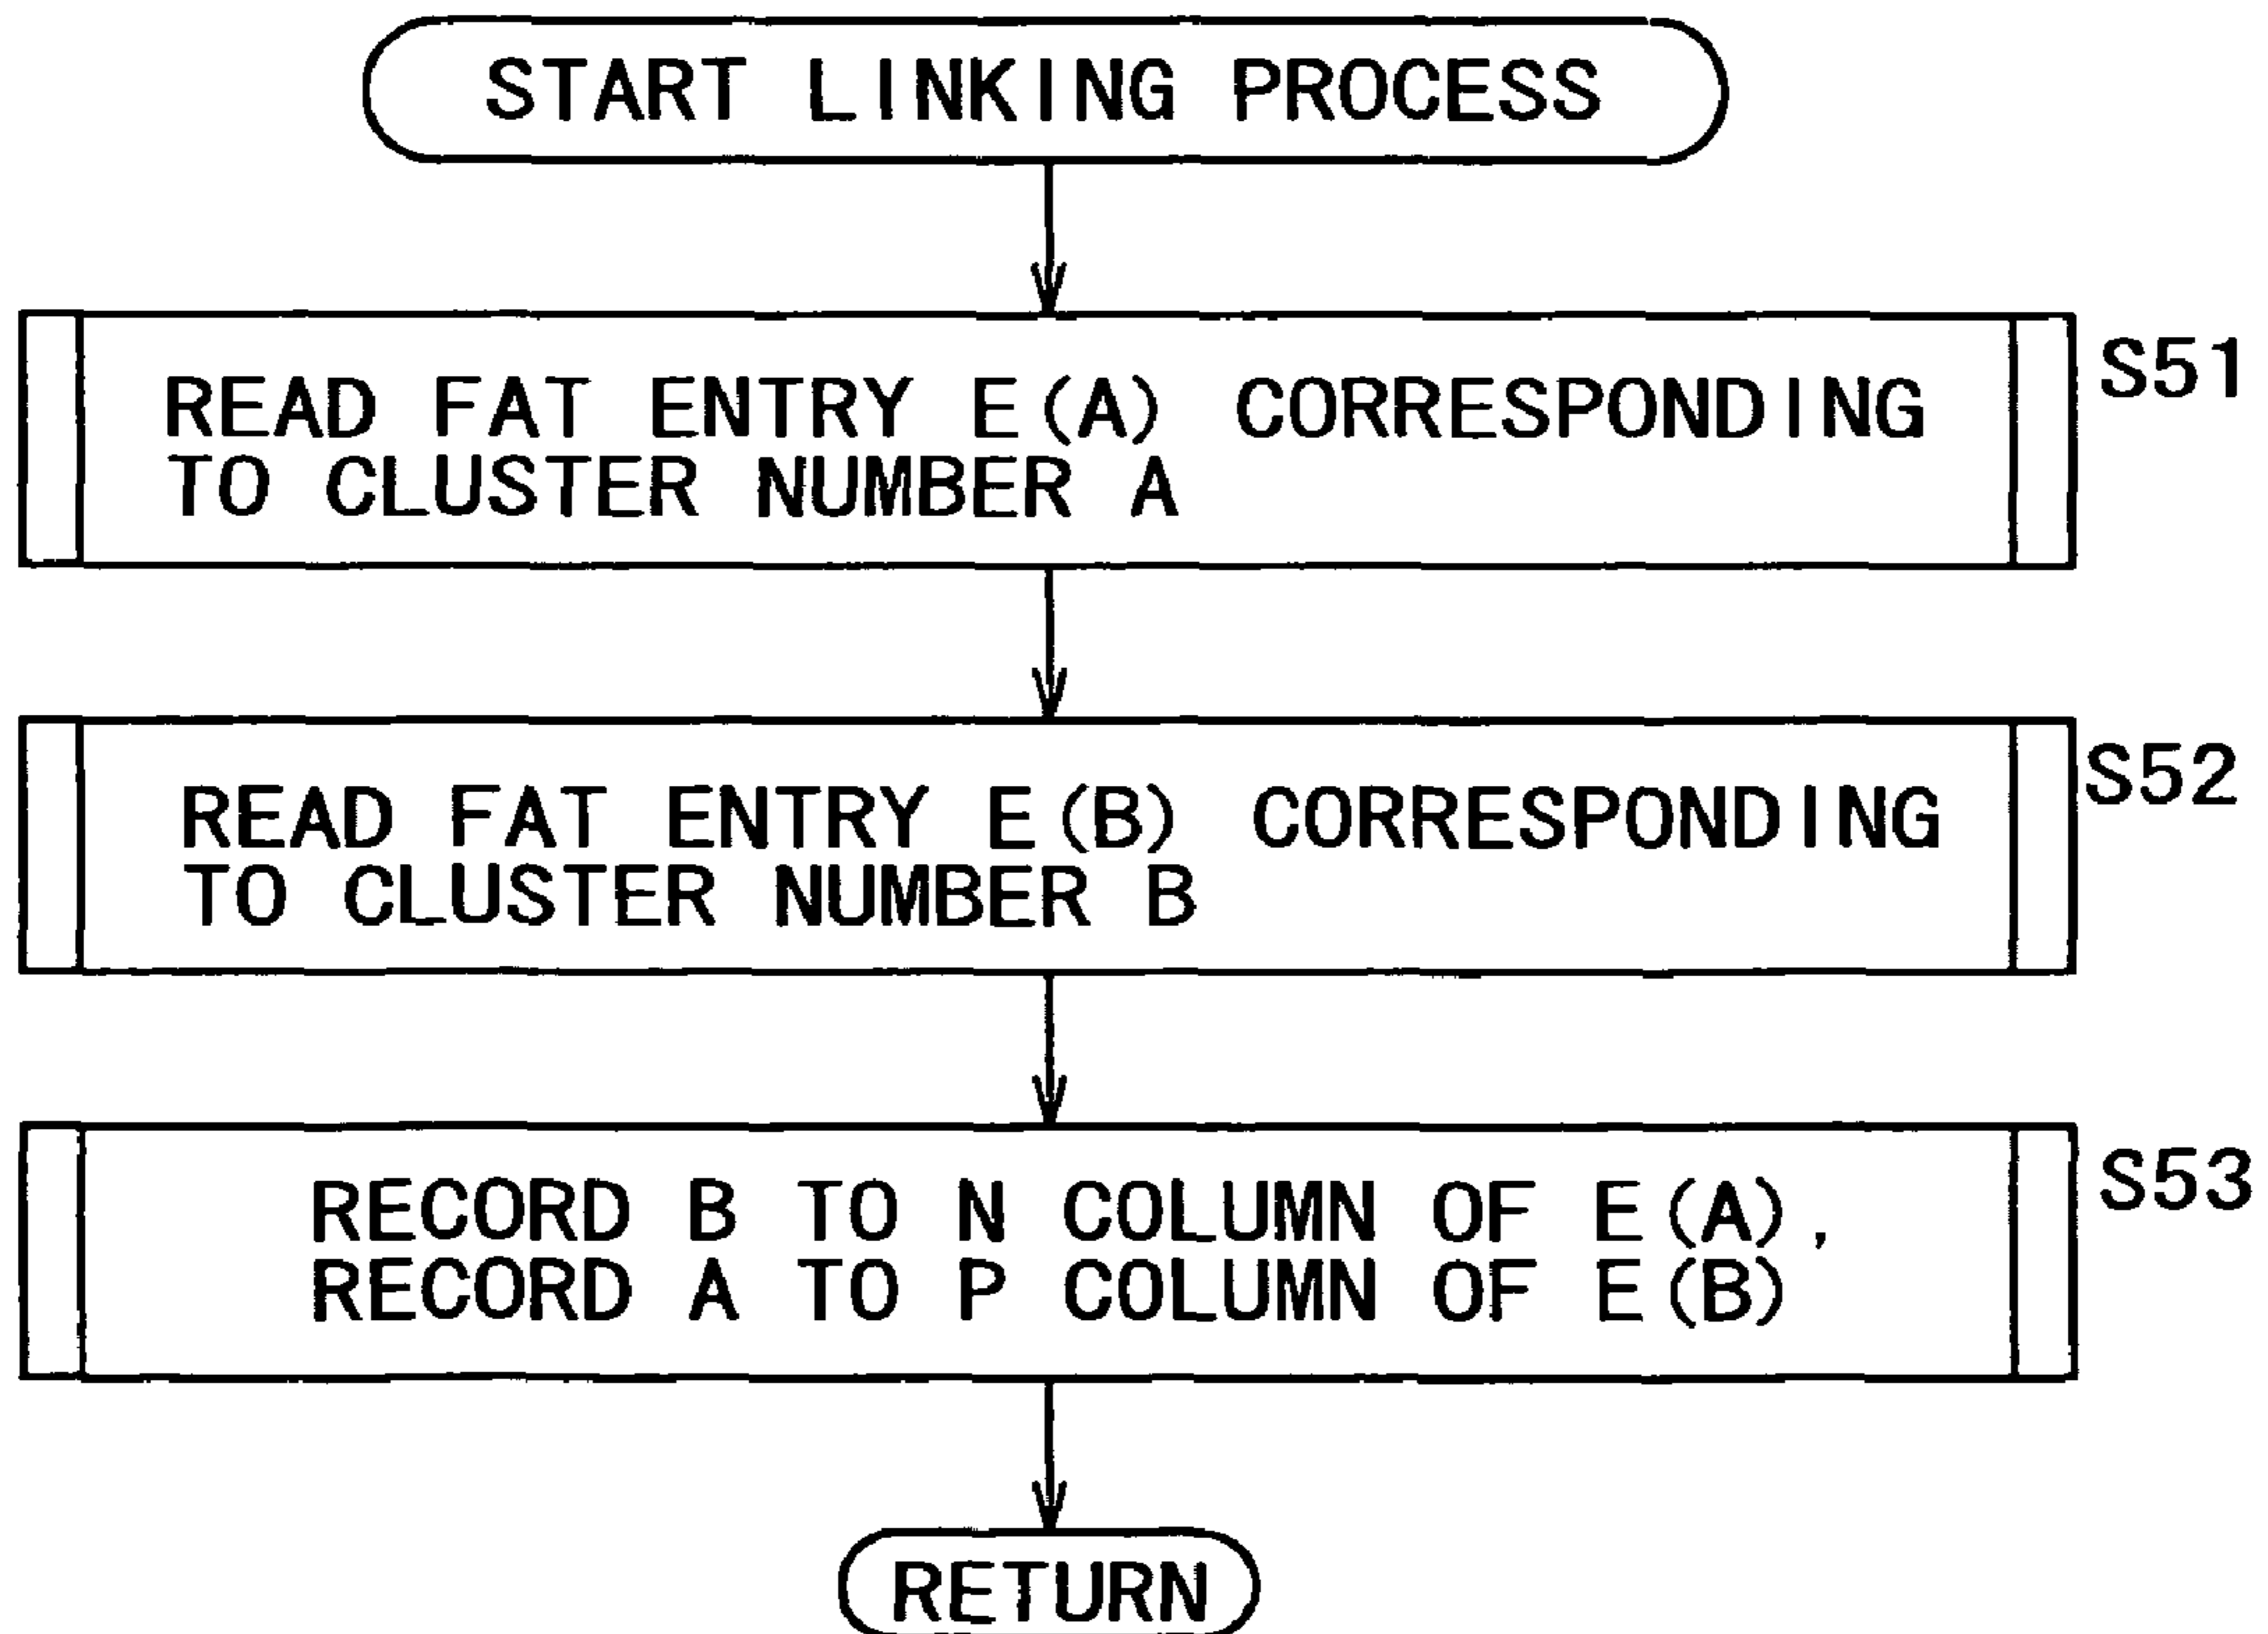 START LINKING PROCESS
READ FAT ENTRY E(A) CORRESPONDING
TO CLUSTER NUMBER A
S51
READ FAT ENTRY E(B) CORRESPONDING
TO CLUSTER NUMBER B
S52
RECORD B TO N COLUMN OF E(A),
RECORD A TO P COLUMN OF E(B)
S53
RETURN